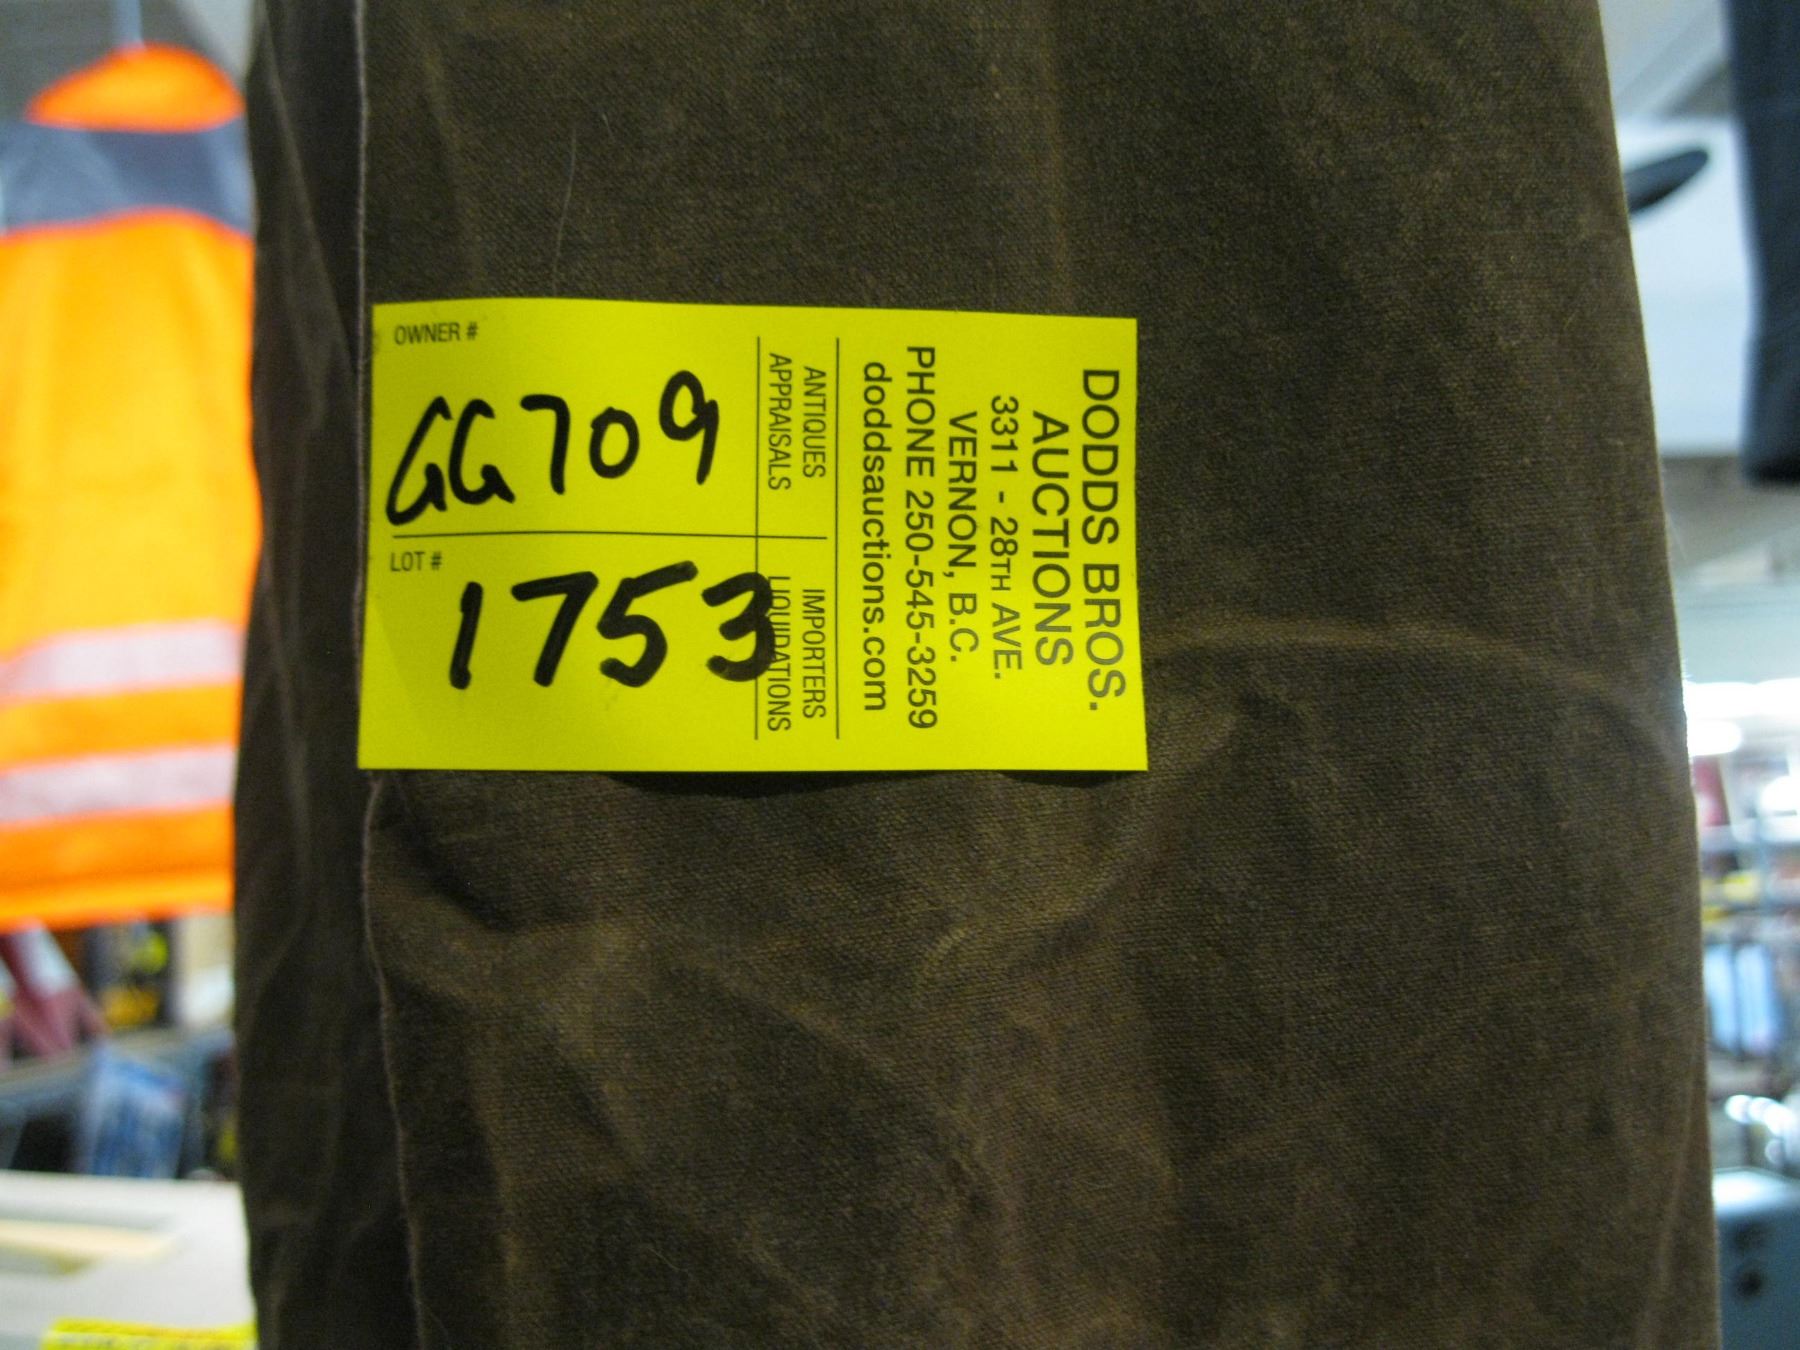 OWNER #
GG709
LOT #
1753
DODDS BROS.
AUCTIONS
3311 - 28TH AVE.
VERNON, B.C.
PHONE 250-545-3259
doddsauctions.com
ANTIQUES
APPRAISALS
IMPORTERS
LIQUIDATIONS